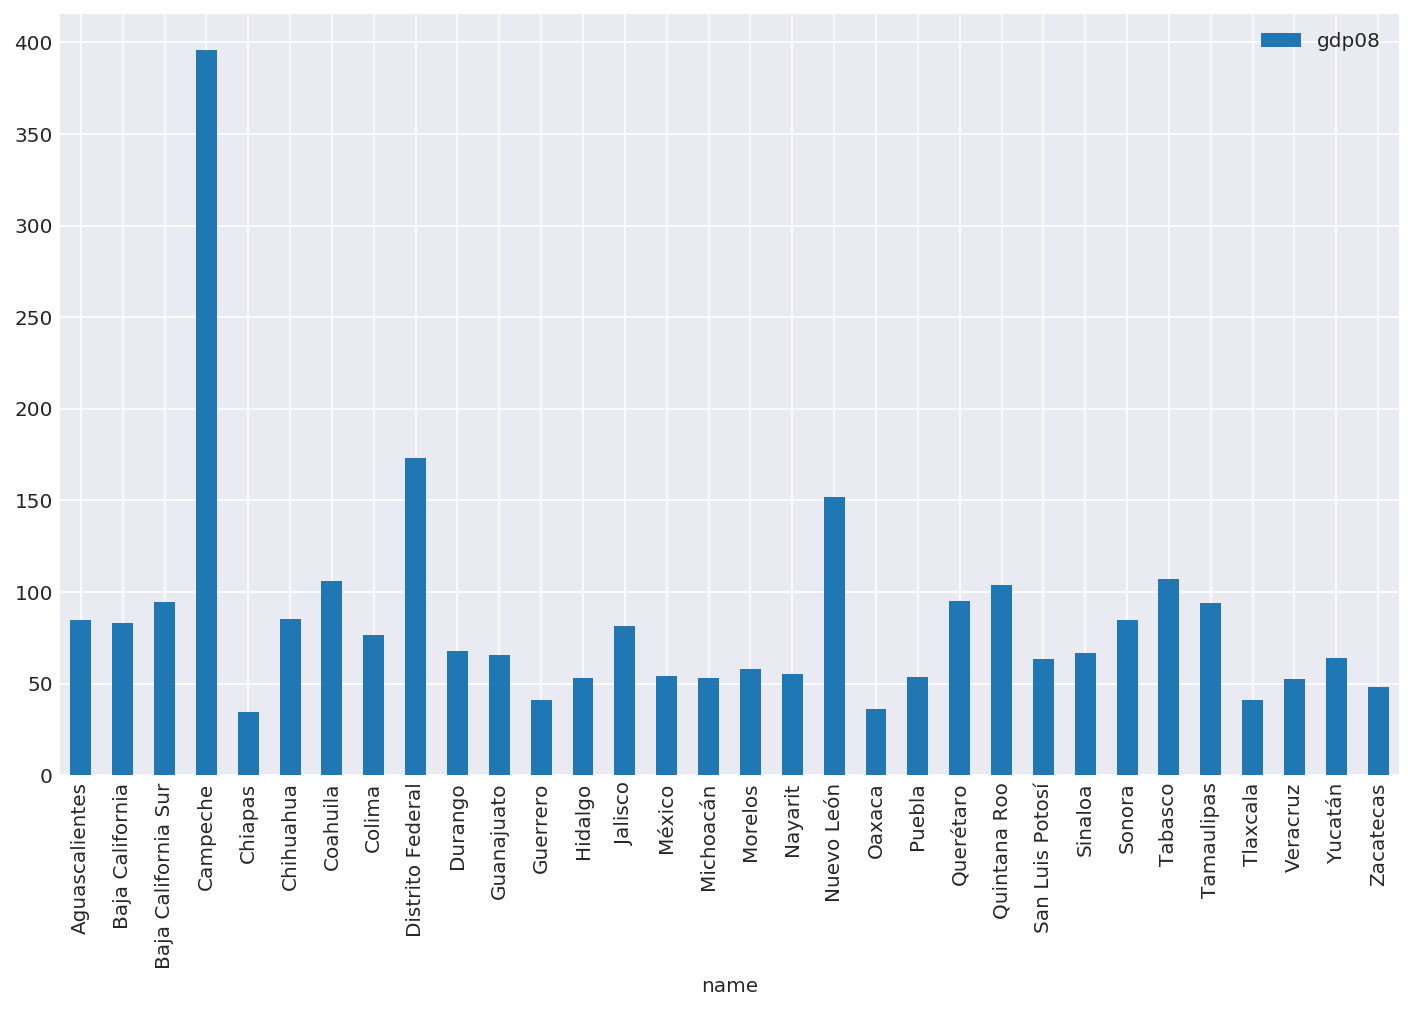 gdp08
400
350
300
250
200
150
100
50
0
Aguascalientes
Baja California
Baja California Sur
Campeche
Chiapas
Chihuahua
Coahuila
Colima
Distrito Federal
Durango
Guanajuato
Guerrero
Hidalgo
Jalisco
México
Michoacán
Morelos
Nayarit
Nuevo León
Oaxaca
Puebla
Querétaro
Quintana Roo
San Luis Potosí
Sinaloa
Sonora
Tabasco
Tamaulipas
Tlaxcala
Veracruz
Yucatán
Zacatecas
name